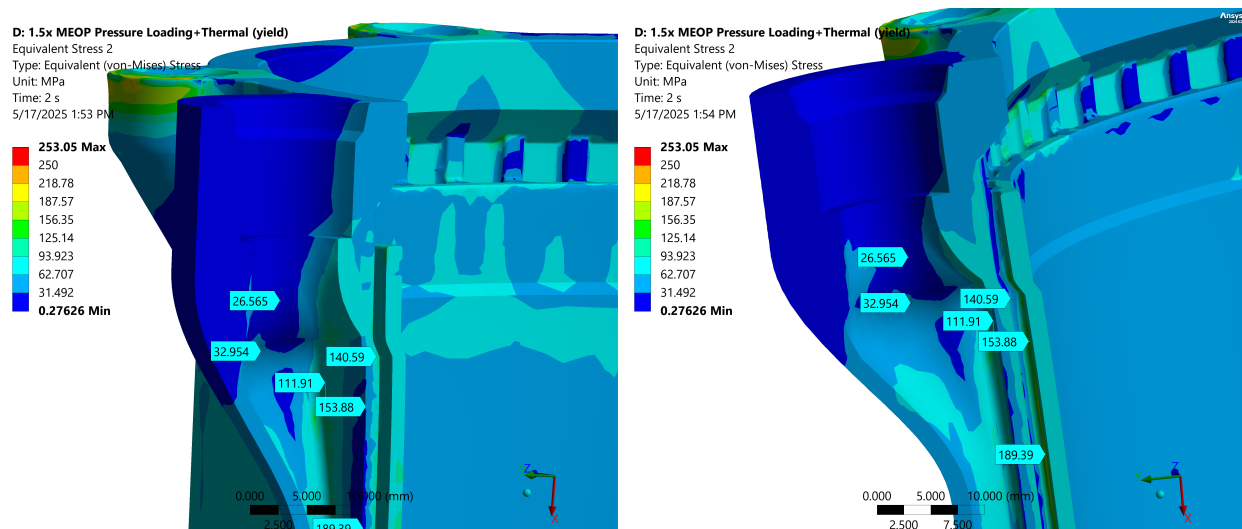 D: 1.5x MEOP Pressure Loading+Thermal (yield)
Equivalent Stress 2
Type: Equivalent (von-Mises) Stress
Unit: MPa
Time: 2 s
5/17/2025 1:53 PM
253.05 Max
250
218.78
187.57
156.35
125.14
93.923
62.707
31.492
0.27626 Min
26.565
32.954
140.59
111.91
153.88
189.39
Z
X
0.000 5.000 10.000 (mm)
2.500
Ansys
D: 1.5x MEOP Pressure Loading+Thermal (yield)
Equivalent Stress 2
Type: Equivalent (von-Mises) Stress
Unit: MPa
Time: 2 s
5/17/2025 1:54 PM
253.05 Max
250
218.78
187.57
156.35
125.14
93.923
62.707
31.492
0.27626 Min
26.565
32.954
140.59
111.91
153.88
189.39
Z
X
0.000 5.000 10.000 (mm)
2.500 7.500